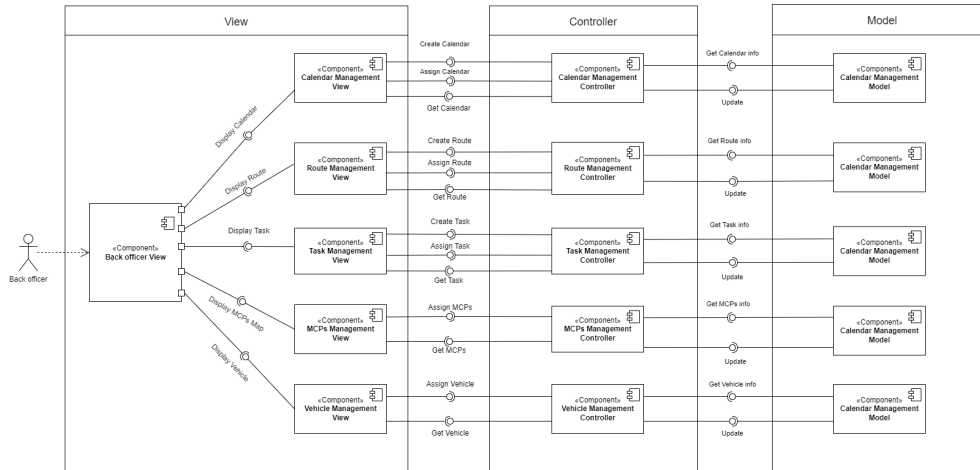 View
Controller
Model
Create Calendar
Assign Calendar
Get Calendar
Get Calendar info
Update
«Component»
Calendar Management
View
«Component»
Calendar Management
Controller
«Component»
Calendar Management
Model
Display Calendar
Create Route
Assign Route
Get Route
Get Route info
Update
«Component»
Route Management
View
«Component»
Route Management
Controller
«Component»
Calendar Management
Model
Display Route
Back officer
«Component»
Back officer View
Display Task
Create Task
Assign Task
Get Task
Get Task info
Update
«Component»
Task Management
View
«Component»
Task Management
Controller
«Component»
Calendar Management
Model
Display MCPs Map
Assign MCPs
Get MCPs
Get MCPs info
Update
«Component»
MCPs Management
View
«Component»
MCPs Management
Controller
«Component»
Calendar Management
Model
Display Vehicle
Assign Vehicle
Get Vehicle
Get Vehicle info
Update
«Component»
Vehicle Management
View
«Component»
Vehicle Management
Controller
«Component»
Calendar Management
Model